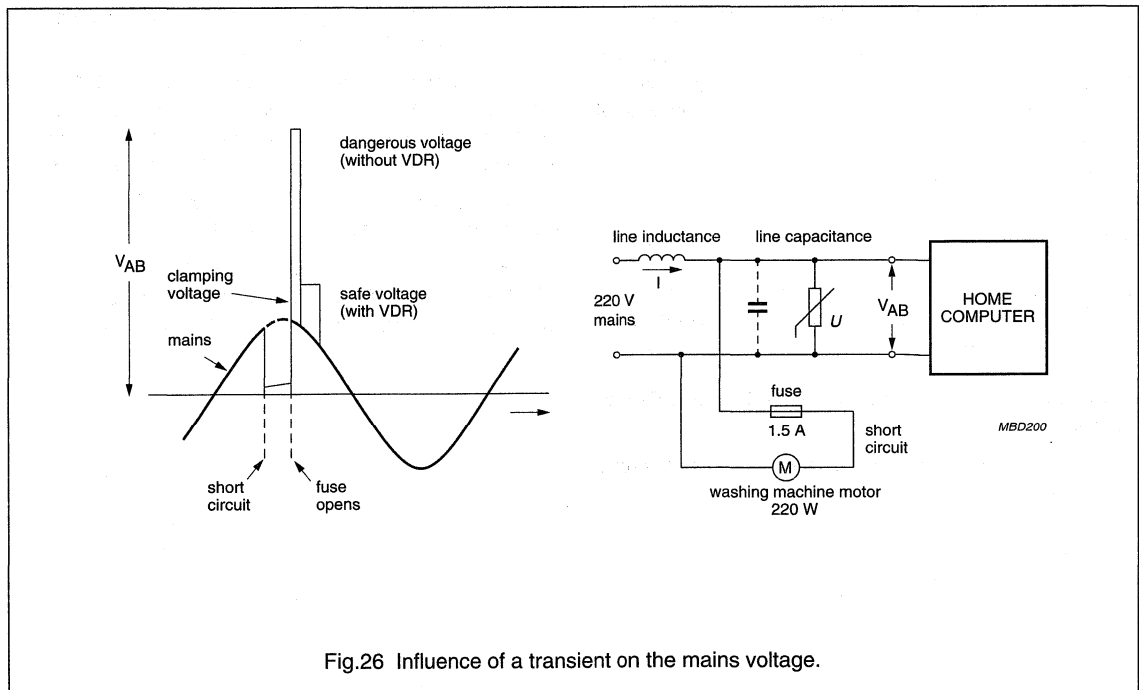 dangerous voltage
(without VDR)
VAB
clamping
voltage
safe voltage
(with VDR)
mains
short
circuit
fuse
opens
line inductance
line capacitance
I
220 V
mains
U
VAB
HOME
COMPUTER
fuse
1.5 A
short
circuit
MBD200
M
washing machine motor
220 W
Fig.26 Influence of a transient on the mains voltage.